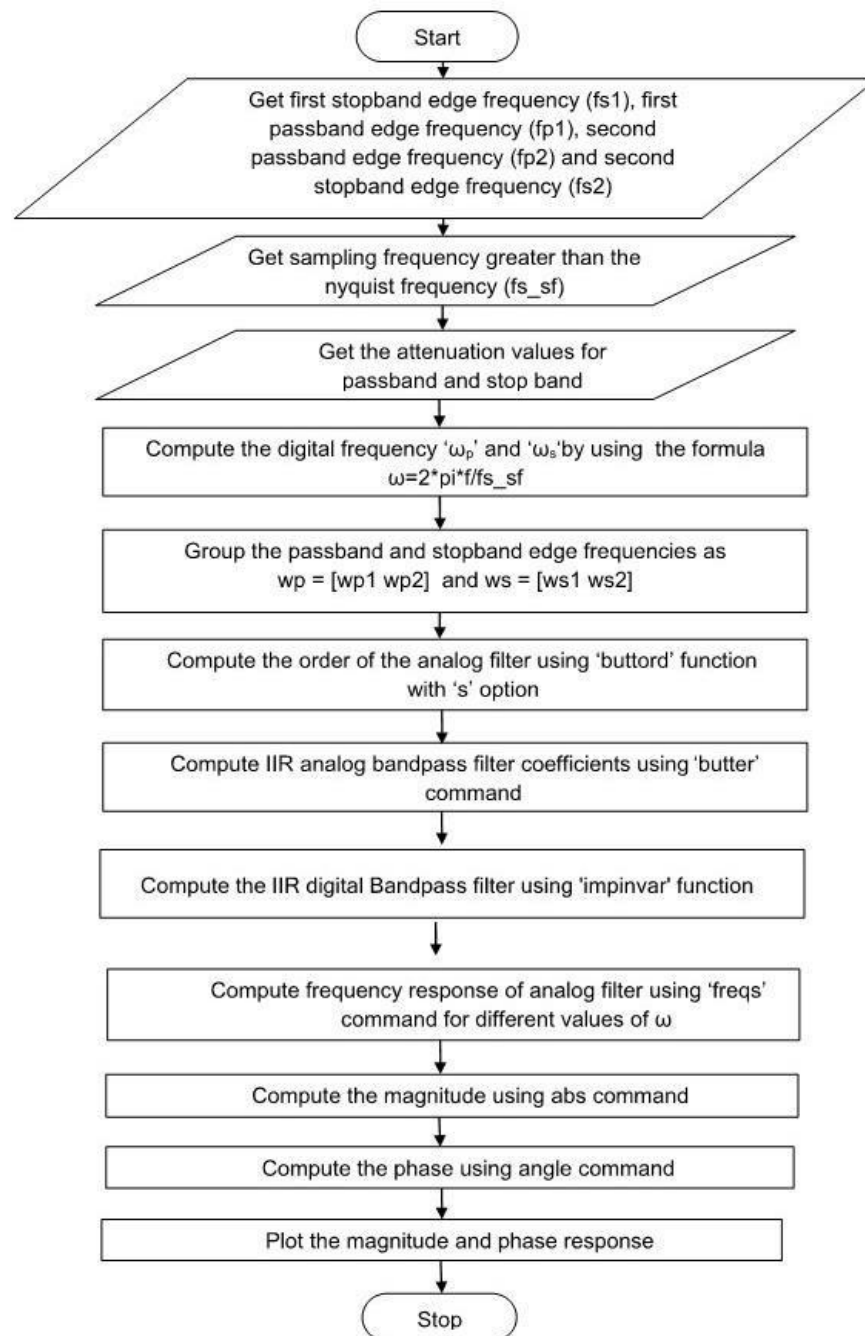 Start
Get first stopband edge frequency (fs1), first
passband edge frequency (fp1), second
passband edge frequency (fp2) and second
stopband edge frequency (fs2)
Get sampling frequency greater than the
nyquist frequency (fs_sf)
Get the attenuation values for
passband and stop band
Compute the digital frequency ‘ωₚ’ and ‘ωₛ‘by using the formula
ω=2*pi*f/fs_sf
Group the passband and stopband edge frequencies as
wp = [wp1 wp2] and ws = [ws1 ws2]
Compute the order of the analog filter using ‘buttord’ function
with ‘s’ option
Compute IIR analog bandpass filter coefficients using ‘butter’
command
Compute the IIR digital Bandpass filter using 'impinvar' function
Compute frequency response of analog filter using ‘freqs’
command for different values of ω
Compute the magnitude using abs command
Compute the phase using angle command
Plot the magnitude and phase response
Stop